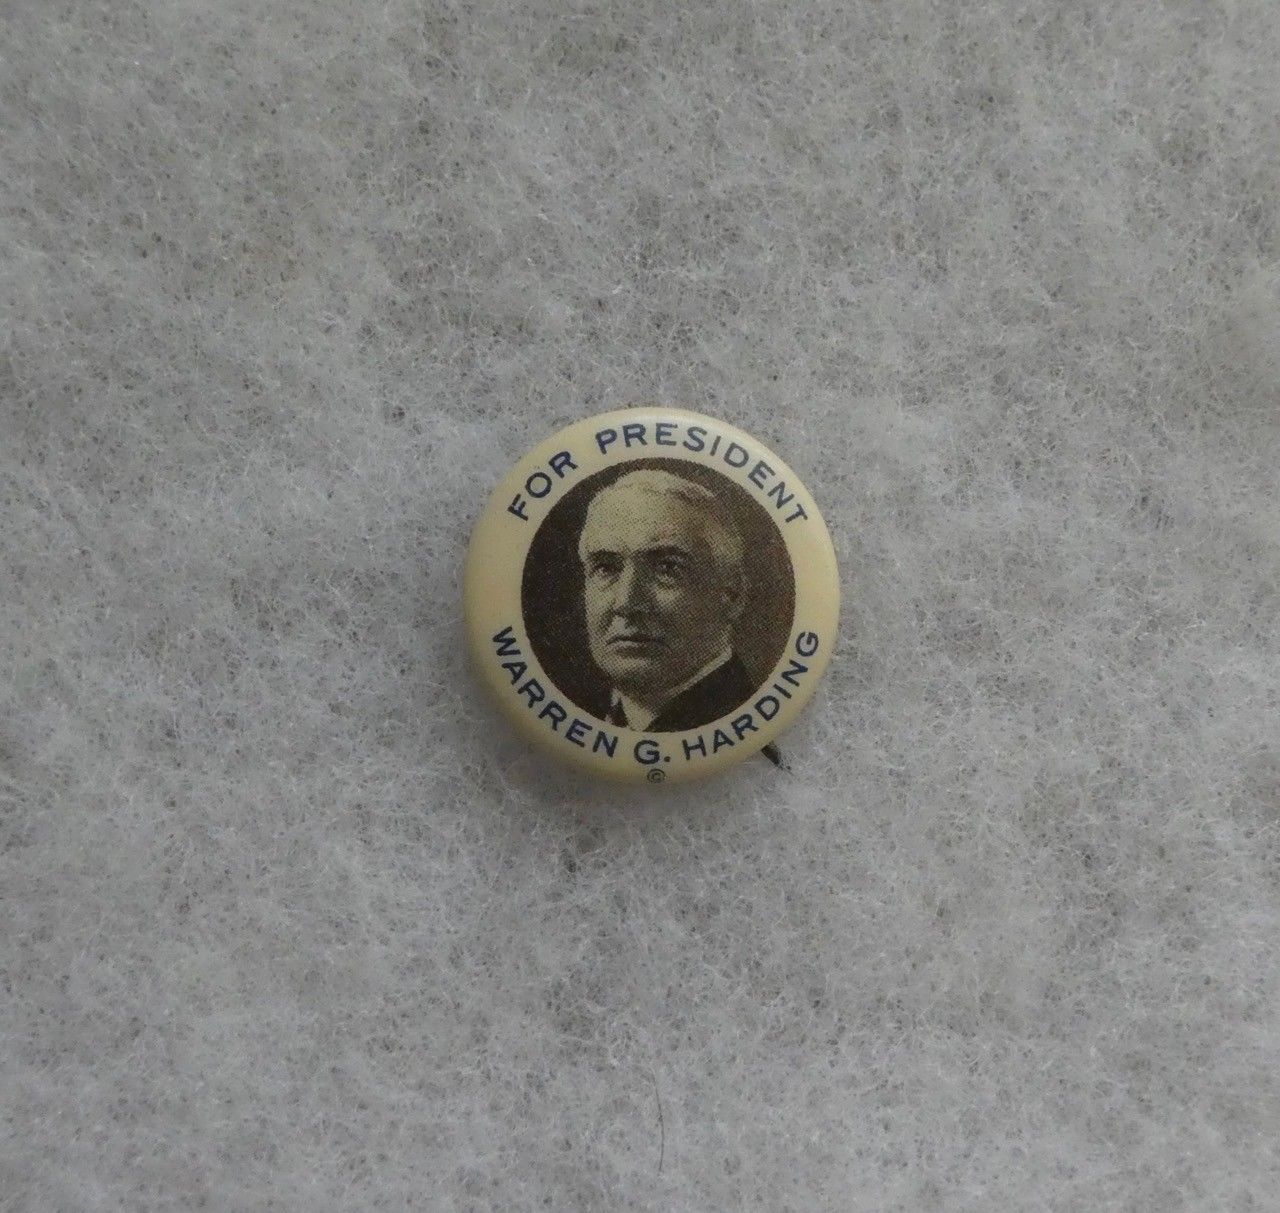 FOR PRESIDENT
WARREN G. HARDING
©